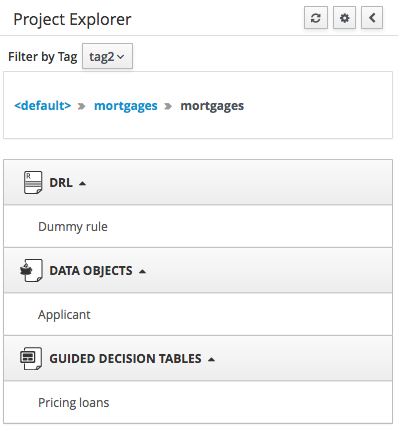 Project Explorer
Filter by Tag tag2
<default> » mortgages » mortgages
R
DRL
Dummy rule
DATA OBJECTS
Applicant
GUIDED DECISION TABLES
Pricing loans